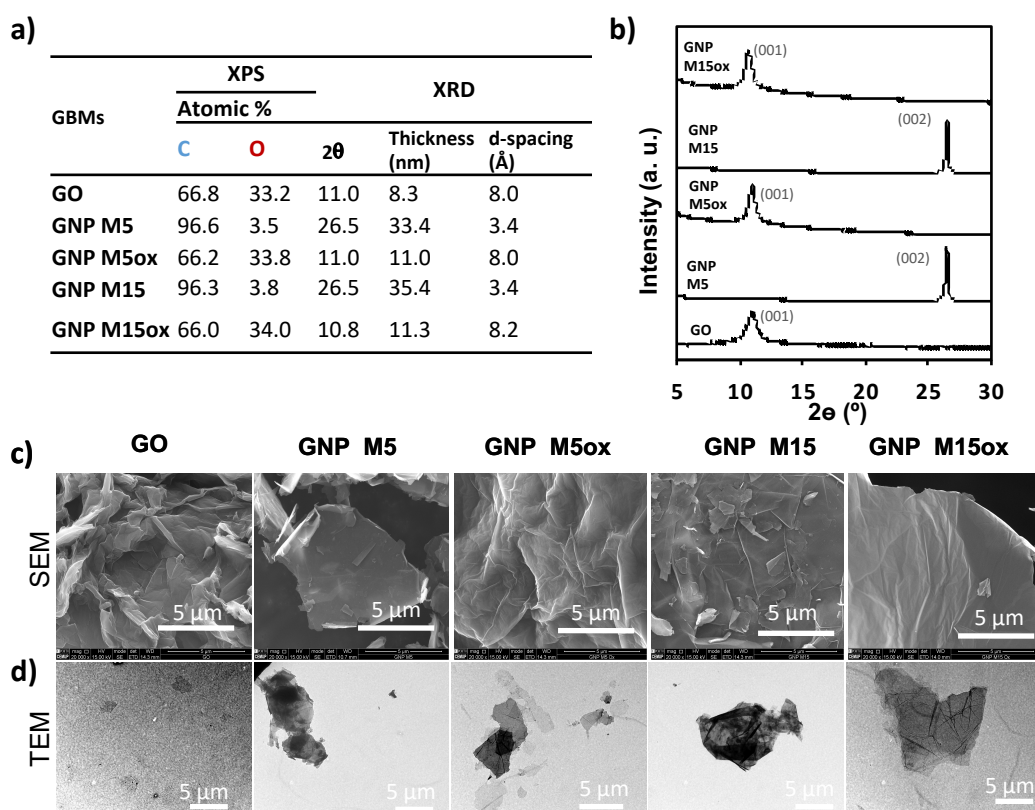 a)
XPS XRD
GBMs Atomic %
C O 2θ Thickness (nm) d-spacing (Å)
GO 66.8 33.2 11.0 8.3 8.0
GNP M5 96.6 3.5 26.5 33.4 3.4
GNP M5ox 66.2 33.8 11.0 11.0 8.0
GNP M15 96.3 3.8 26.5 35.4 3.4
GNP M15ox 66.0 34.0 10.8 11.3 8.2
b)
Intensity (a. u.)
GNP
M15ox
(001)
GNP
M15
(002)
GNP
M5ox
(001)
GNP
M5
(002)
GO
(001)
5 10 15 20 25 30
2ө (º)
c)
GO GNP M5 GNP M5ox GNP M15 GNP M15ox
SEM
5 μm 5 μm 5 μm 5 μm 5 μm
d)
TEM
5 μm 5 μm 5 μm 5 μm 5 μm